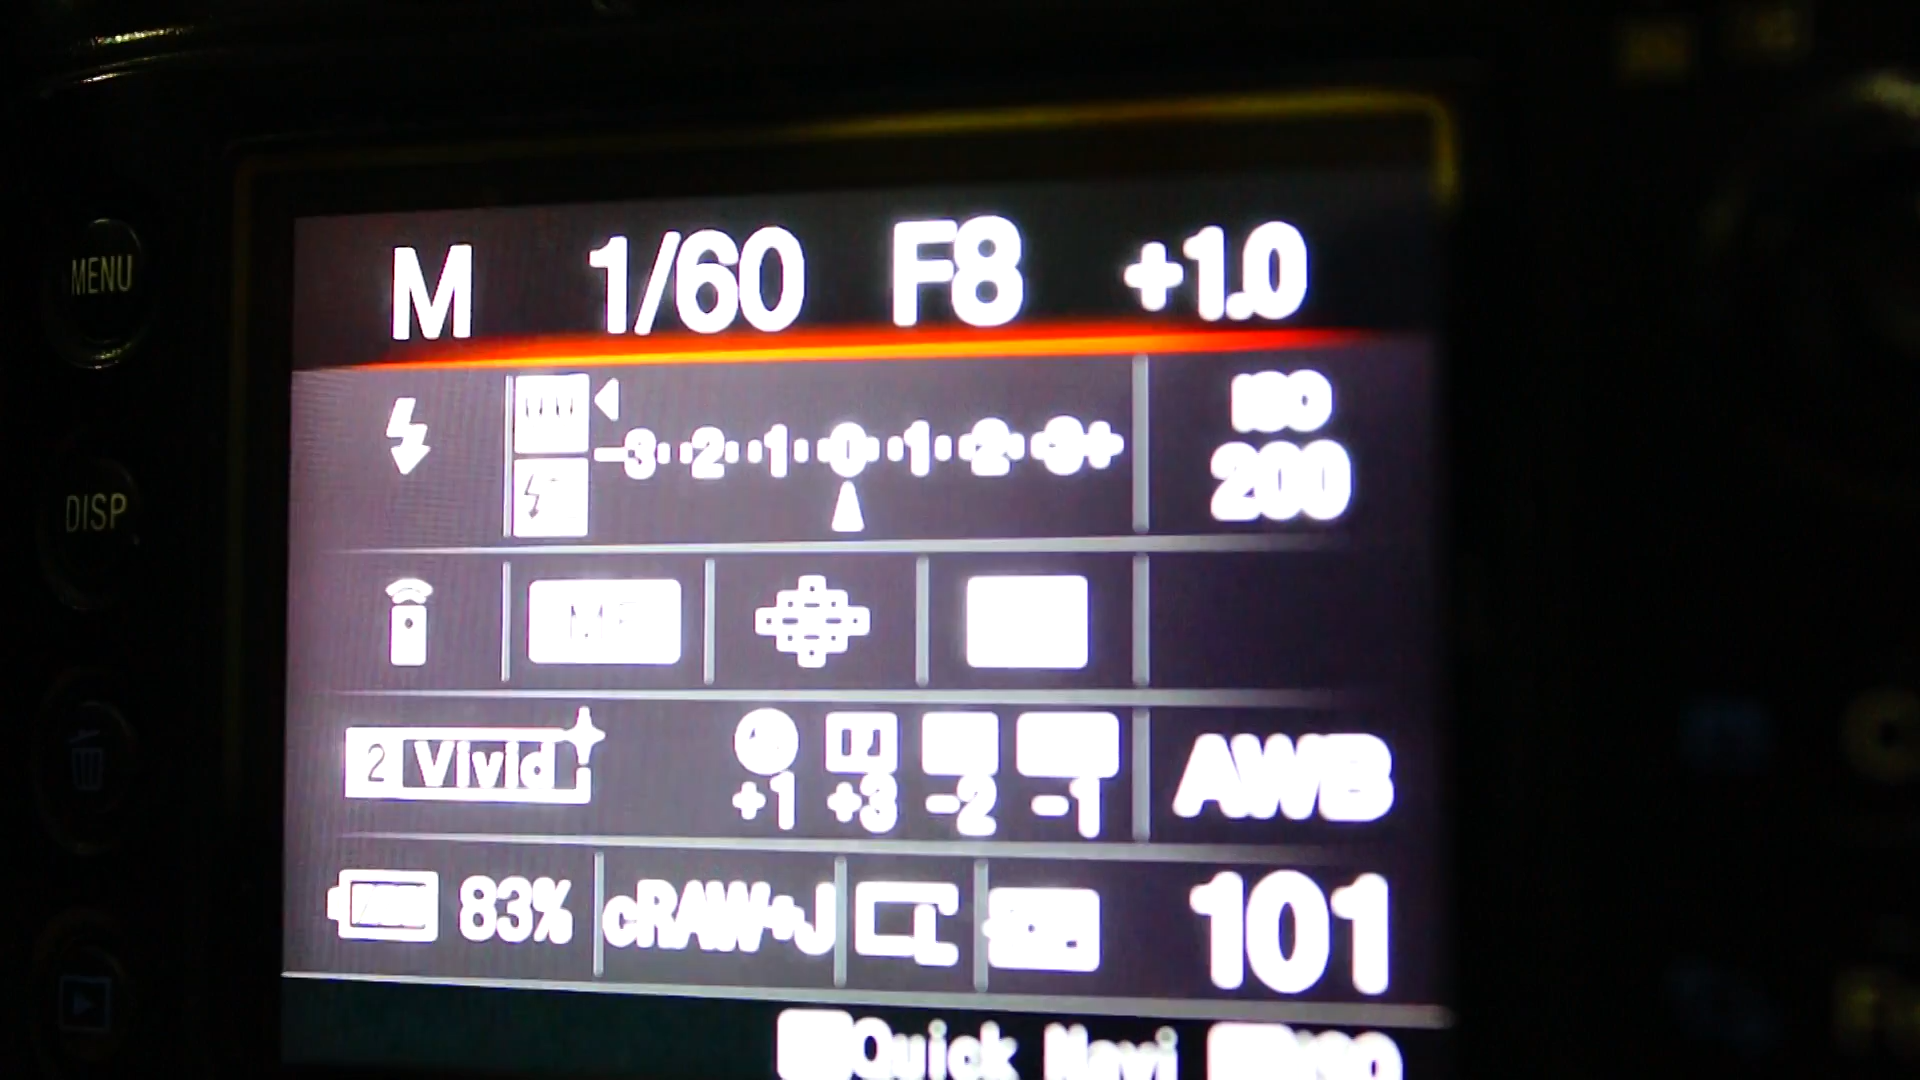 MENU
M 1/60 F8 +1.0
-3 2 1 0 1 2 3+
ISO
200
DISP
2 Vivid
+1 +3 -2 -1
AWB
83% cRAW+J L 101
Quick Navi ISO